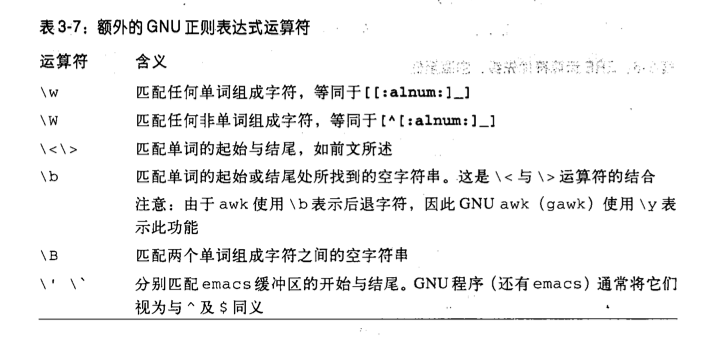 表 3-7：额外的 GNU 正则表达式运算符
运算符 含义
\w 匹配任何单词组成字符，等同于[[:alnum:]_]
\W 匹配任何非单词组成字符，等同于[^[:alnum:]_]
\<\> 匹配单词的起始与结尾，如前文所述
\b 匹配单词的起始或结尾处所找到的空字符串。这是 \< 与 \> 运算符的结合
注意：由于 awk 使用 \b 表示后退字符，因此 GNU awk（gawk）使用 \y 表
示此功能
\B 匹配两个单词组成字符之间的空字符串
\' \` 分别匹配 emacs 缓冲区的开始与结尾。GNU 程序（还有 emacs）通常将它们
视为与 ^ 及 $ 同义